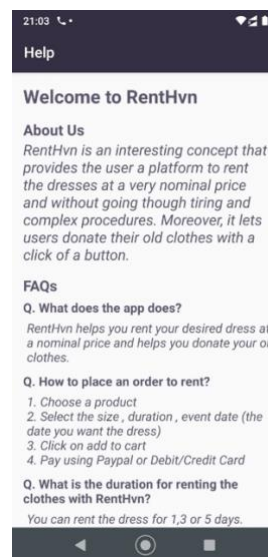 21:03
Help
Welcome to RentHvn
About Us
RentHvn is an interesting concept that
provides the user a platform to rent
the dresses at a very nominal price
and without going though tiring and
complex procedures. Moreover, it lets
users donate their old clothes with a
click of a button.
FAQs
Q. What does the app does?
RentHvn helps you rent your desired dress at
a nominal price and helps you donate your
clothes.
Q. How to place an order to rent?
1. Choose a product
2. Select the size , duration , event date (the
date you want the dress)
3. Click on add to cart
4. Pay using Paypal or Debit/Credit Card
Q. What is the duration for renting the
clothes with RentHvn?
You can rent the dress for 1,3 or 5 days.